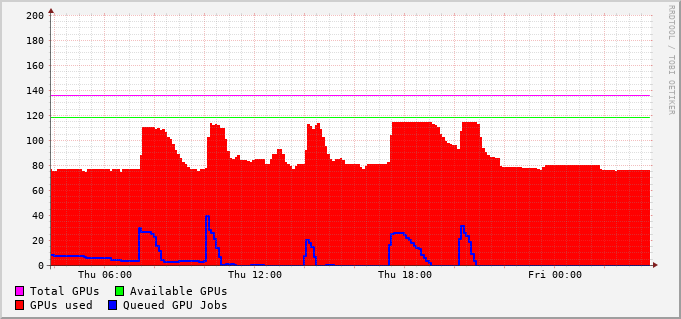 200
180
160
140
120
100
80
60
40
20
0
Thu 06:00 Thu 12:00 Thu 18:00 Fri 00:00
Total GPUs Available GPUs
GPUs used Queued GPU Jobs
RRDTOOL / TOBI OETIKER